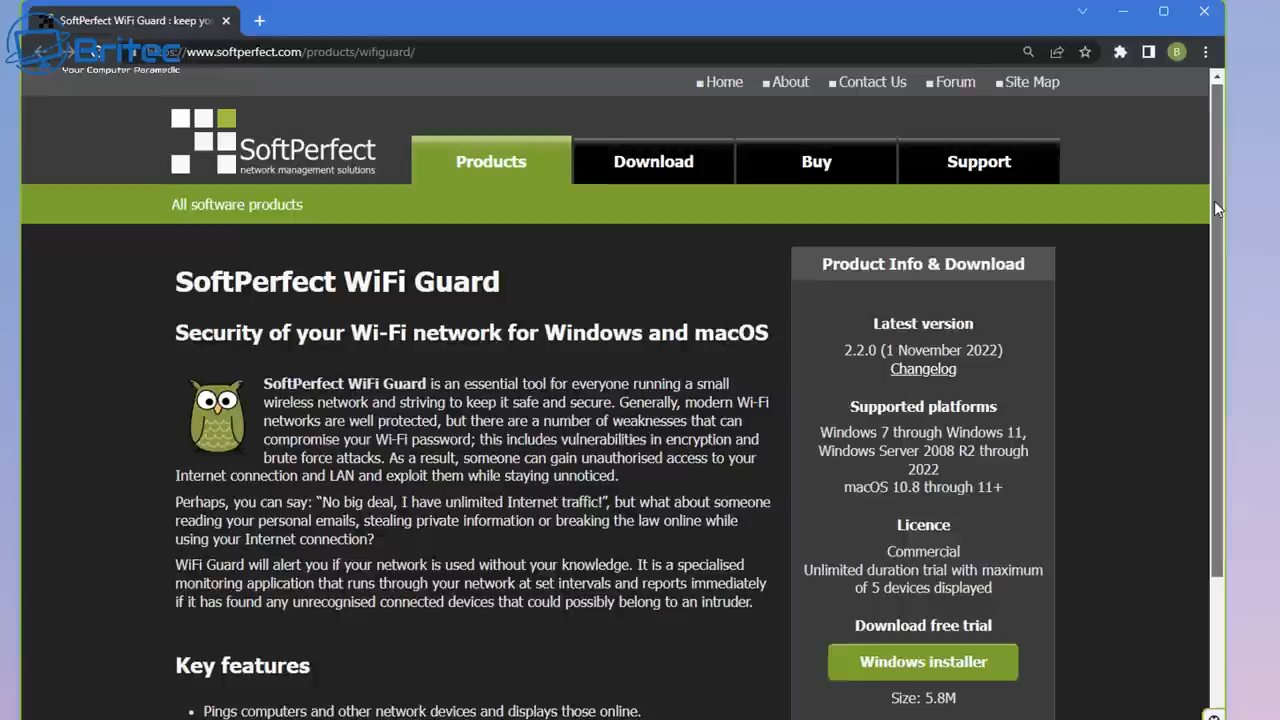 SoftPerfect WiFi Guard : keep yo
Britec
Your Computer Paramedic
https://www.softperfect.com/products/wifiguard/
B
Home
About
Contact Us
Forum
Site Map
SoftPerfect
network management solutions
Products
Download
Buy
Support
All software products
SoftPerfect WiFi Guard
Security of your Wi-Fi network for Windows and macOS
SoftPerfect WiFi Guard is an essential tool for everyone running a small
wireless network and striving to keep it safe and secure. Generally, modern Wi-Fi
networks are well protected, but there are a number of weaknesses that can
compromise your Wi-Fi password; this includes vulnerabilities in encryption and
brute force attacks. As a result, someone can gain unauthorised access to your
Internet connection and LAN and exploit them while staying unnoticed.
Perhaps, you can say: “No big deal, I have unlimited Internet traffic!”, but what about someone
reading your personal emails, stealing private information or breaking the law online while
using your Internet connection?
WiFi Guard will alert you if your network is used without your knowledge. It is a specialised
monitoring application that runs through your network at set intervals and reports immediately
if it has found any unrecognised connected devices that could possibly belong to an intruder.
Key features
• Pings computers and other network devices and displays those online.
Product Info & Download
Latest version
2.2.0 (1 November 2022)
Changelog
Supported platforms
Windows 7 through Windows 11,
Windows Server 2008 R2 through
2022
macOS 10.8 through 11+
Licence
Commercial
Unlimited duration trial with maximum
of 5 devices displayed
Download free trial
Windows installer
Size: 5.8M